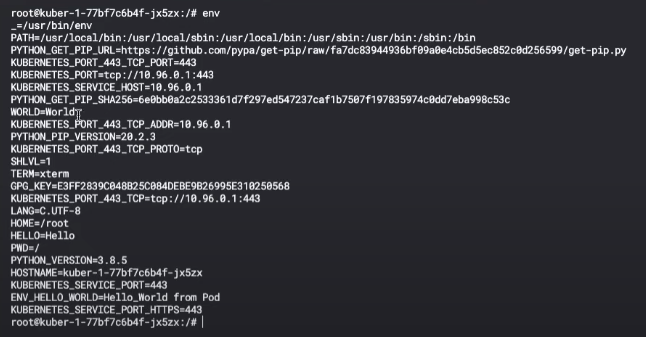 root@kuber-1-77bf7c6b4f-jx5zx:/# env
_=/usr/bin/env
PATH=/usr/local/bin:/usr/local/sbin:/usr/local/bin:/usr/sbin:/usr/bin:/sbin:/bin
PYTHON_GET_PIP_URL=https://github.com/pypa/get-pip/raw/fa7dc83944936bf09a0e4cb5d5ec852c0d256599/get-pip.py
KUBERNETES_PORT_443_TCP_PORT=443
KUBERNETES_PORT=tcp://10.96.0.1:443
KUBERNETES_SERVICE_HOST=10.96.0.1
PYTHON_GET_PIP_SHA256=6e0bb0a2c2533361d7f297ed547237caf1b7507f197835974c0dd7eba998c53c
WORLD=World
KUBERNETES_PORT_443_TCP_ADDR=10.96.0.1
PYTHON_PIP_VERSION=20.2.3
KUBERNETES_PORT_443_TCP_PROTO=tcp
SHLVL=1
TERM=xterm
GPG_KEY=E3FF2839C048B25C084DEBE9B26995E310250568
KUBERNETES_PORT_443_TCP=tcp://10.96.0.1:443
LANG=C.UTF-8
HOME=/root
HELLO=Hello
PWD=/
PYTHON_VERSION=3.8.5
HOSTNAME=kuber-1-77bf7c6b4f-jx5zx
KUBERNETES_SERVICE_PORT=443
ENV_HELLO_WORLD=Hello_World from Pod
KUBERNETES_SERVICE_PORT_HTTPS=443
root@kuber-1-77bf7c6b4f-jx5zx:/#